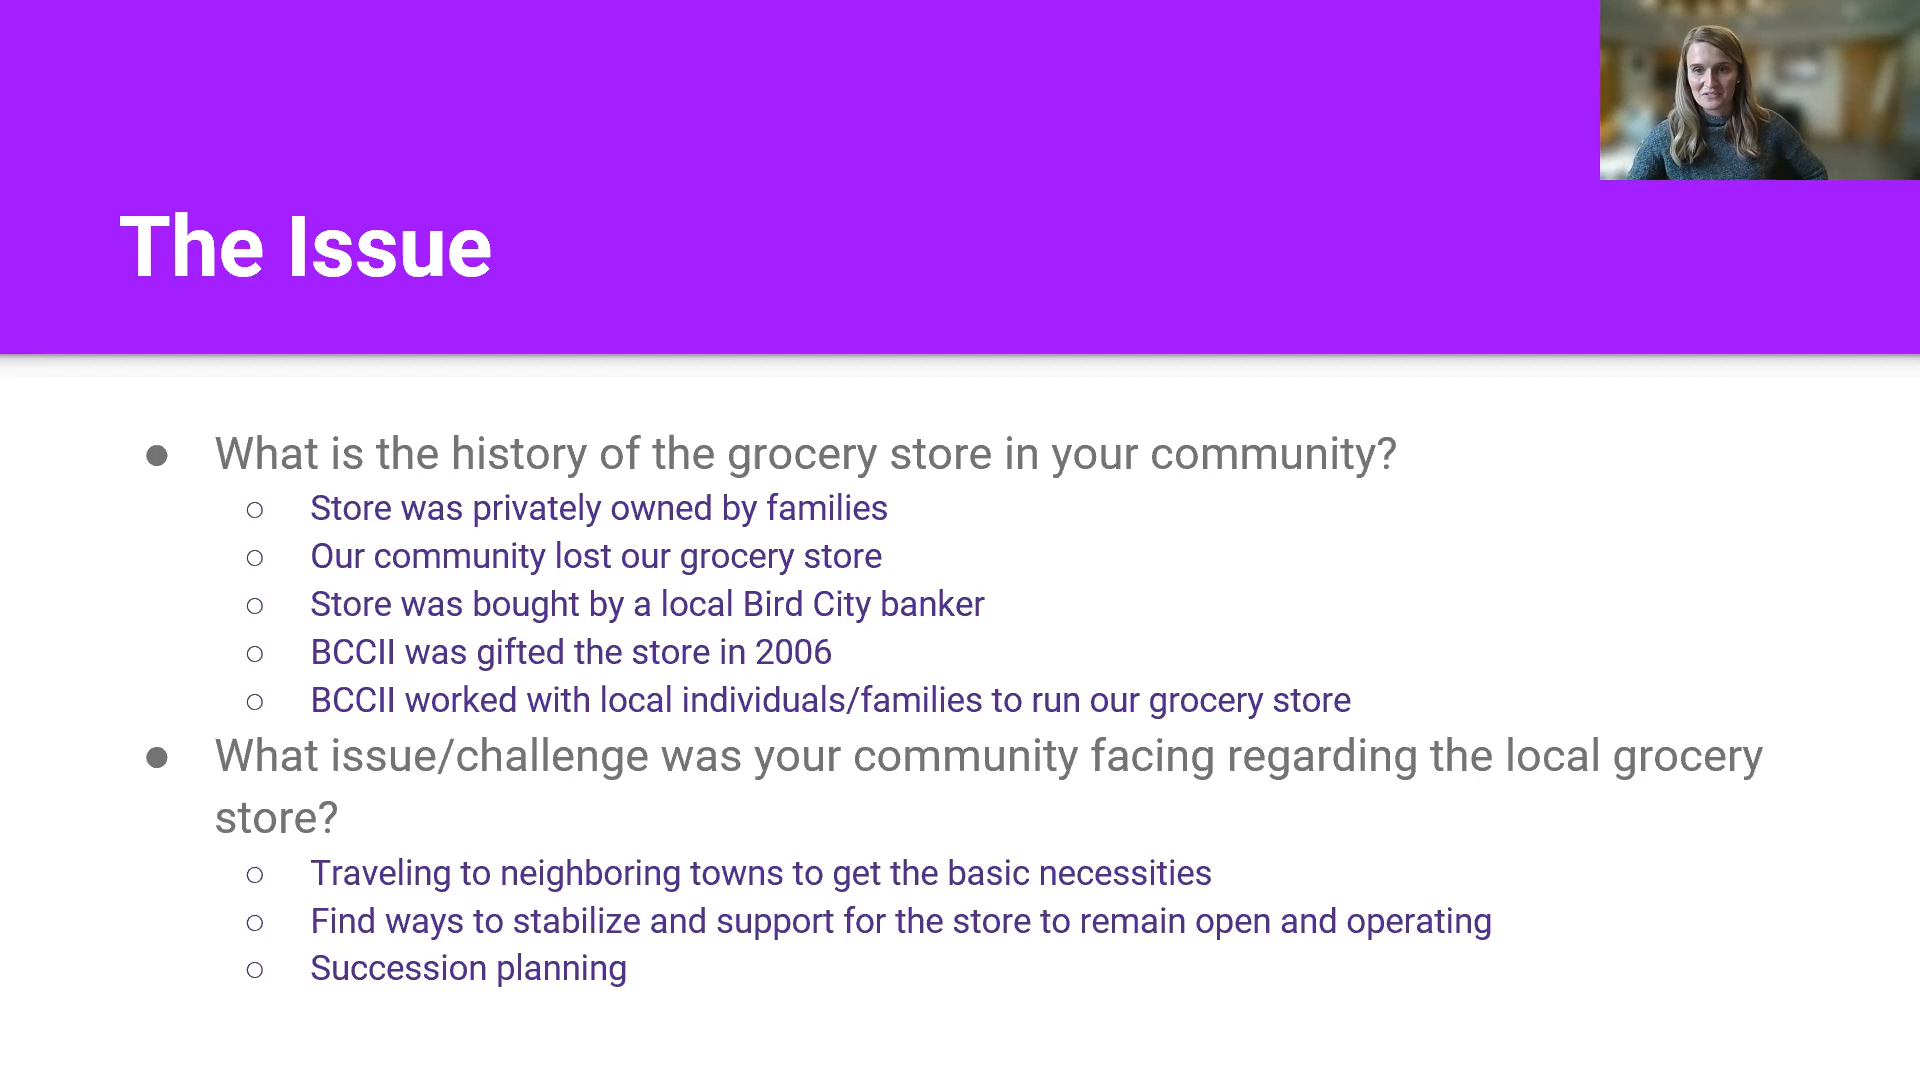 The Issue
● What is the history of the grocery store in your community?
○ Store was privately owned by families
○ Our community lost our grocery store
○ Store was bought by a local Bird City banker
○ BCCII was gifted the store in 2006
○ BCCII worked with local individuals/families to run our grocery store
● What issue/challenge was your community facing regarding the local grocery
store?
○ Traveling to neighboring towns to get the basic necessities
○ Find ways to stabilize and support for the store to remain open and operating
○ Succession planning